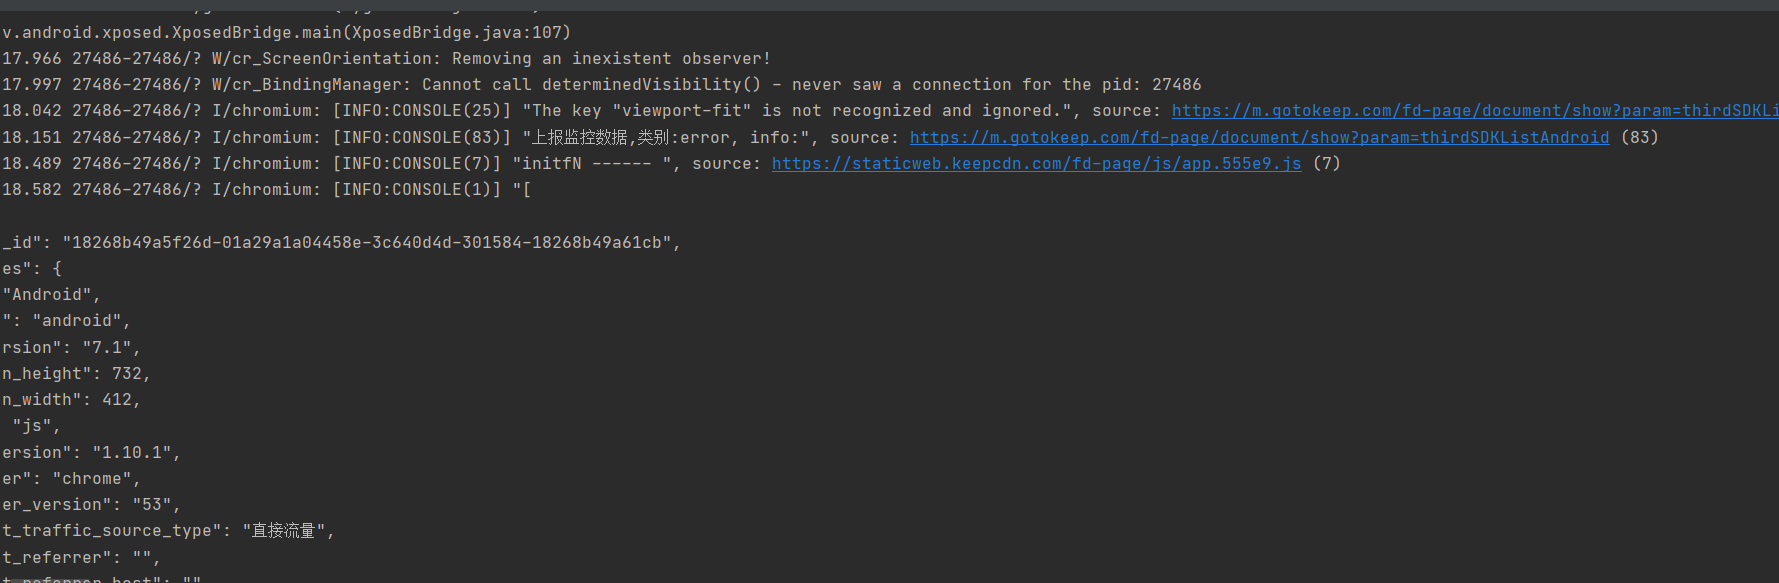 v.android.xposed.XposedBridge.main(XposedBridge.java:107)
17.966 27486-27486/? W/cr_ScreenOrientation: Removing an inexistent observer!
17.997 27486-27486/? W/cr_BindingManager: Cannot call determinedVisibility() - never saw a connection for the pid: 27486
18.042 27486-27486/? I/chromium: [INFO:CONSOLE(25)] "The key "viewport-fit" is not recognized and ignored.", source: https://m.gotokeep.com/fd-page/document/show?param=thirdSDKLi
18.151 27486-27486/? I/chromium: [INFO:CONSOLE(83)] "上报监控数据,类别:error, info:", source: https://m.gotokeep.com/fd-page/document/show?param=thirdSDKListAndroid (83)
18.489 27486-27486/? I/chromium: [INFO:CONSOLE(7)] "initfN ------ ", source: https://staticweb.keepcdn.com/fd-page/js/app.555e9.js (7)
18.582 27486-27486/? I/chromium: [INFO:CONSOLE(1)] "[
_id": "18268b49a5f26d-01a29a1a04458e-3c640d4d-301584-18268b49a61cb",
es": {
"Android",
": "android",
rsion": "7.1",
n_height": 732,
n_width": 412,
"js",
ersion": "1.10.1",
er": "chrome",
er_version": "53",
t_traffic_source_type": "直接流量",
t_referrer": "",
t_referrer_host": ""